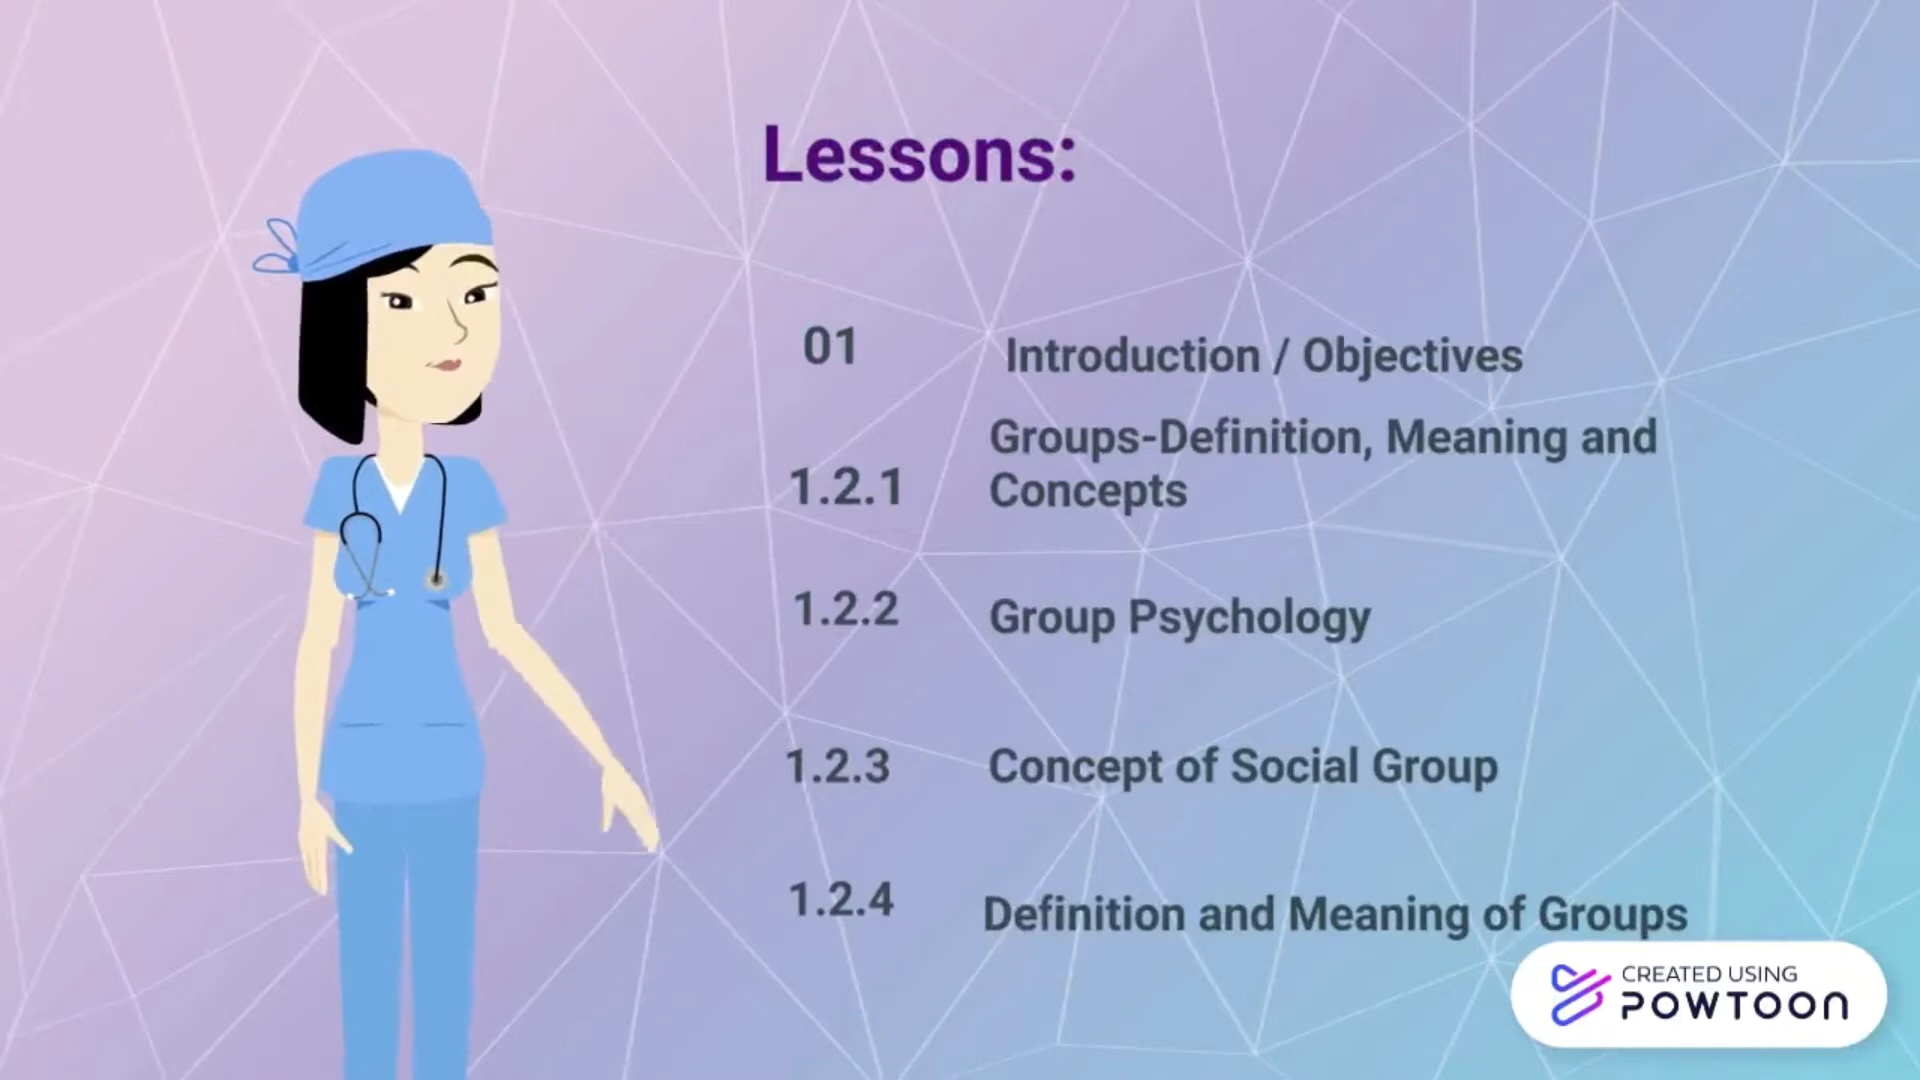 Lessons:
01 Introduction / Objectives
1.2.1 Groups-Definition, Meaning and
Concepts
1.2.2 Group Psychology
1.2.3 Concept of Social Group
1.2.4 Definition and Meaning of Groups
CREATED USING
POWTOON